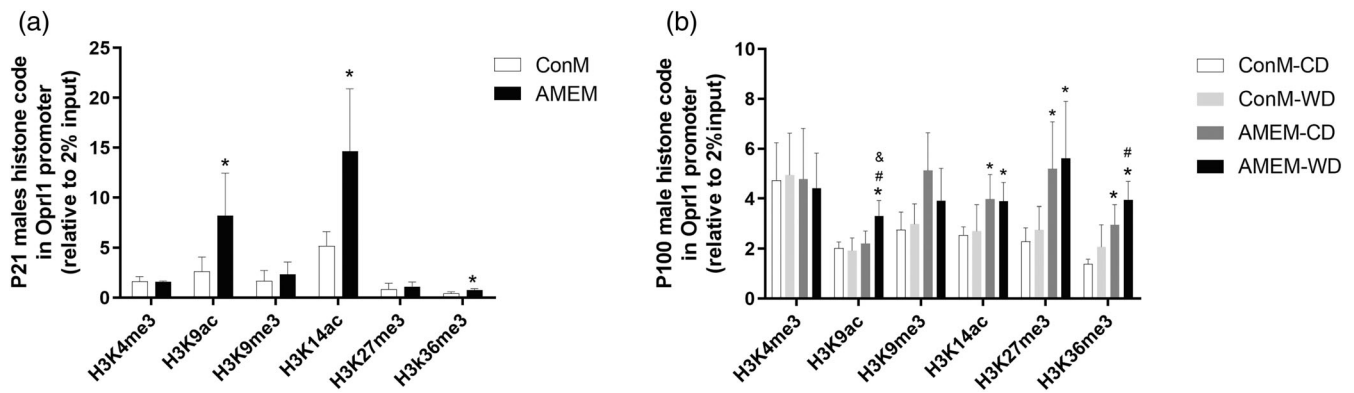 (a)
P21 males histone code
in Oprl1 promoter
(relative to 2% input)
25
20
15
10
5
0
*
*
*
H3K4me3
H3K9ac
H3K9me3
H3K14ac
H3K27me3
H3k36me3
ConM
AMEM
(b)
P100 male histone code
in Oprl1 promoter
(relative to 2%input)
10
8
6
4
2
0
&
#
*
*
*
*
*
*
#
*
H3K4me3
H3K9ac
H3K9me3
H3K14ac
H3K27me3
H3K36me3
ConM-CD
ConM-WD
AMEM-CD
AMEM-WD